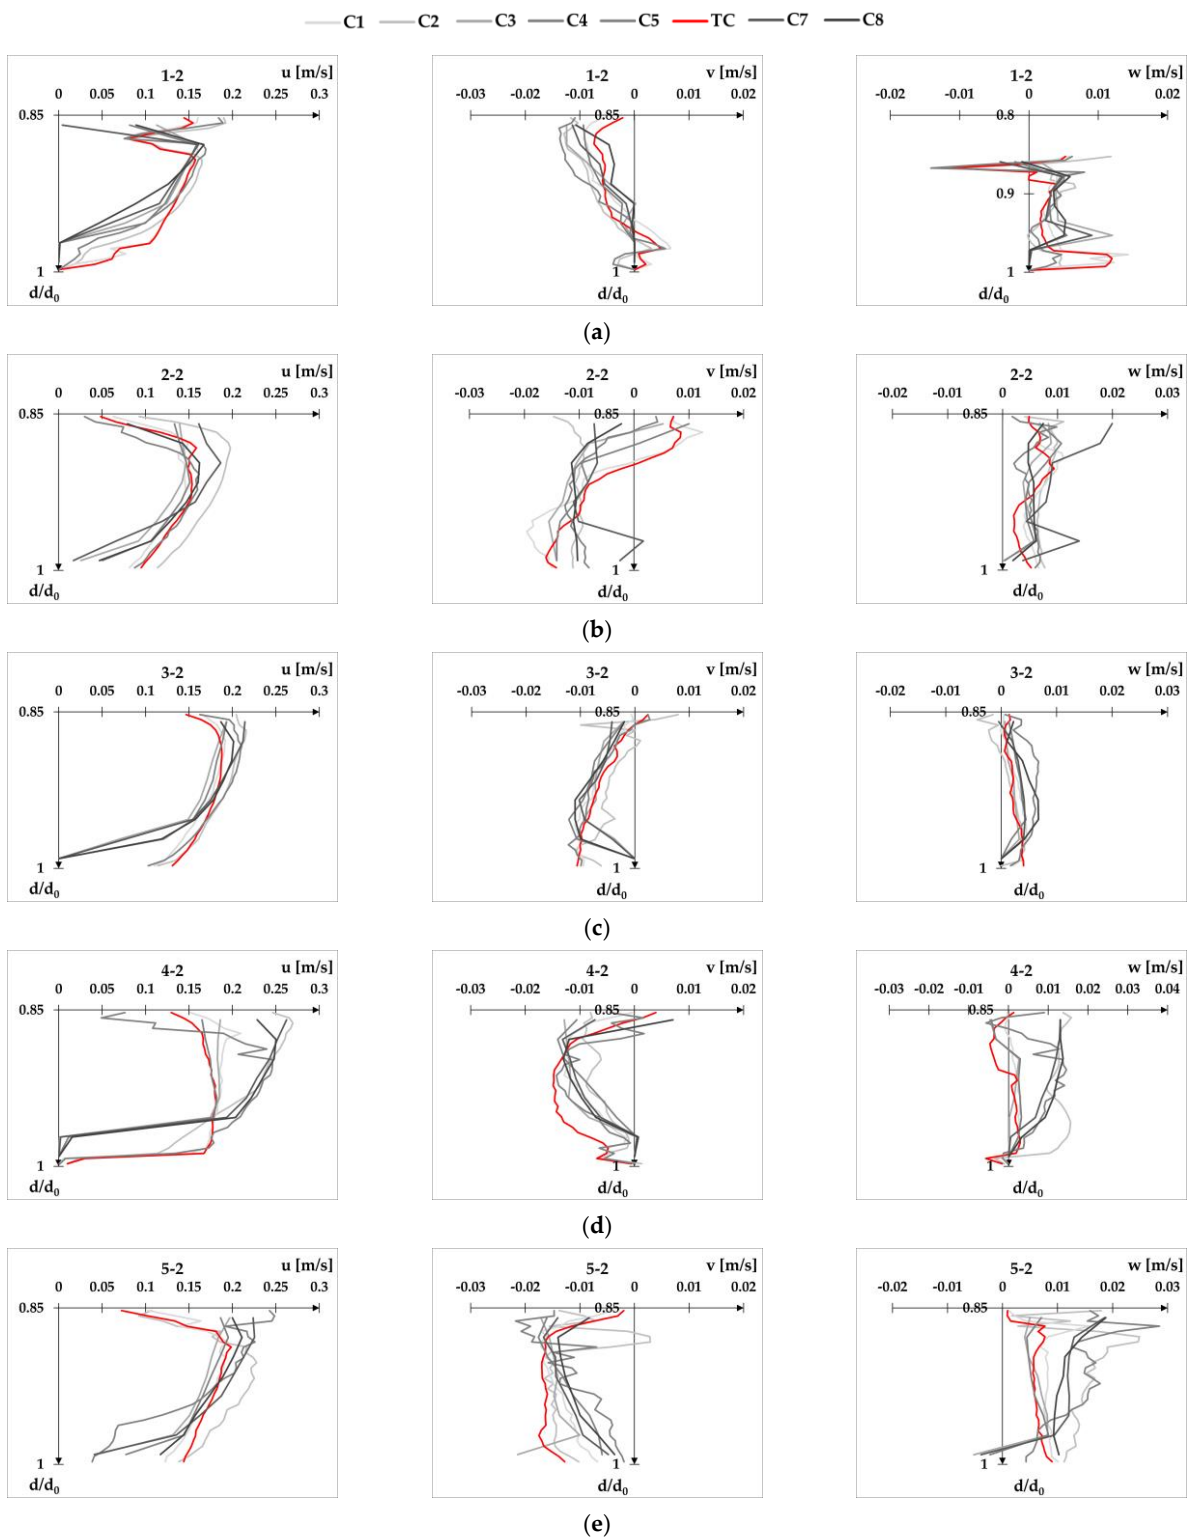 C1 C2 C3 C4 C5 TC C7 C8
1-2 u [m/s] 1-2 v [m/s] 1-2 w [m/s]
0 0.05 0.1 0.15 0.2 0.25 0.3 -0.03 -0.02 -0.01 0 0.01 0.02 -0.02 -0.01 0 0.01 0.02
0.85 0.85 0.8
0.9
1 1 1
d/d0 d/d0 d/d0
(a)
2-2 u [m/s] 2-2 v [m/s] 2-2 w [m/s]
0 0.05 0.1 0.15 0.2 0.25 0.3 -0.03 -0.02 -0.01 0 0.01 0.02 -0.02 -0.01 0 0.01 0.02 0.03
0.85 0.85 0.85
1 1 1
d/d0 d/d0 d/d0
(b)
3-2 u [m/s] 3-2 v [m/s] 3-2 w [m/s]
0 0.05 0.1 0.15 0.2 0.25 0.3 -0.03 -0.02 -0.01 0 0.01 0.02 -0.02 -0.01 0 0.01 0.02 0.03
0.85 0.85 0.85
1 1 1
d/d0 d/d0 d/d0
(c)
4-2 u [m/s] 4-2 v [m/s] 4-2 w [m/s]
0 0.05 0.1 0.15 0.2 0.25 0.3 -0.03 -0.02 -0.01 0 0.01 0.02 -0.03 -0.02 -0.01 0 0.01 0.02 0.03 0.04
0.85 0.85 0.85
1 1 1
d/d0 d/d0 d/d0
(d)
5-2 u [m/s] 5-2 v [m/s] 5-2 w [m/s]
0 0.05 0.1 0.15 0.2 0.25 0.3 -0.03 -0.02 -0.01 0 0.01 0.02 -0.02 -0.01 0 0.01 0.02 0.03
0.85 0.85 0.85
1 1 1
d/d0 d/d0 d/d0
(e)